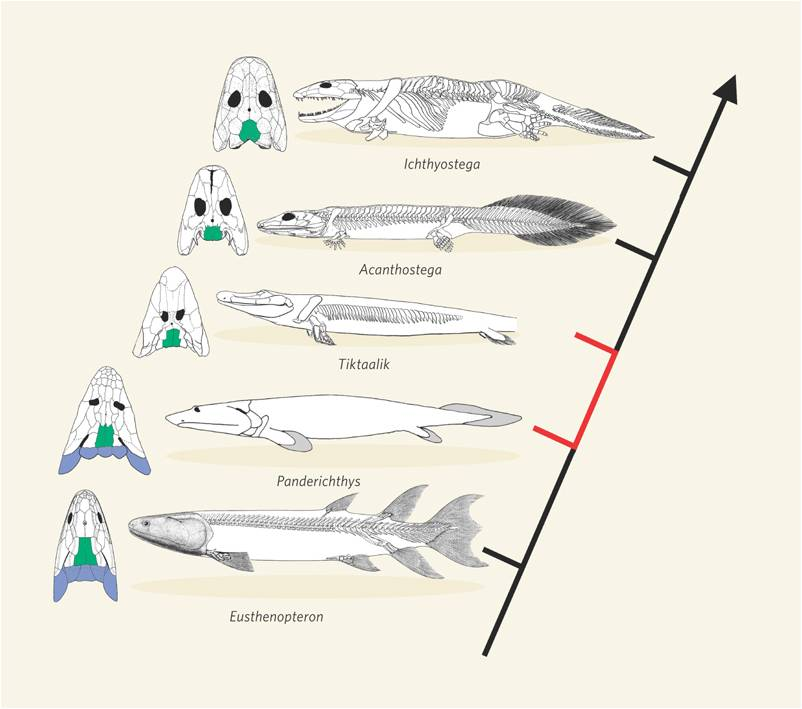 Ichthyostega
Acanthostega
Tiktaalik
Panderichthys
Eusthenopteron